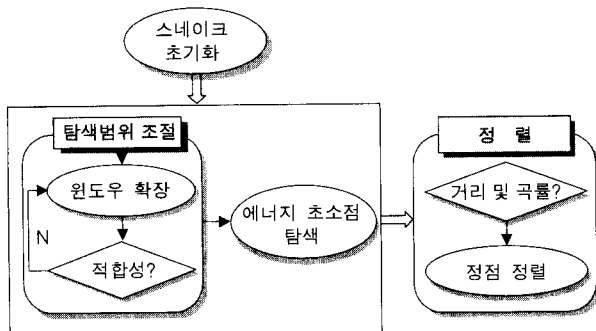 스네이크
초기화
탐색범위 조절
윈도우 확장
N
적합성?
에너지 초소점
탐색
정 렬
거리 및 곡률?
정점 정렬